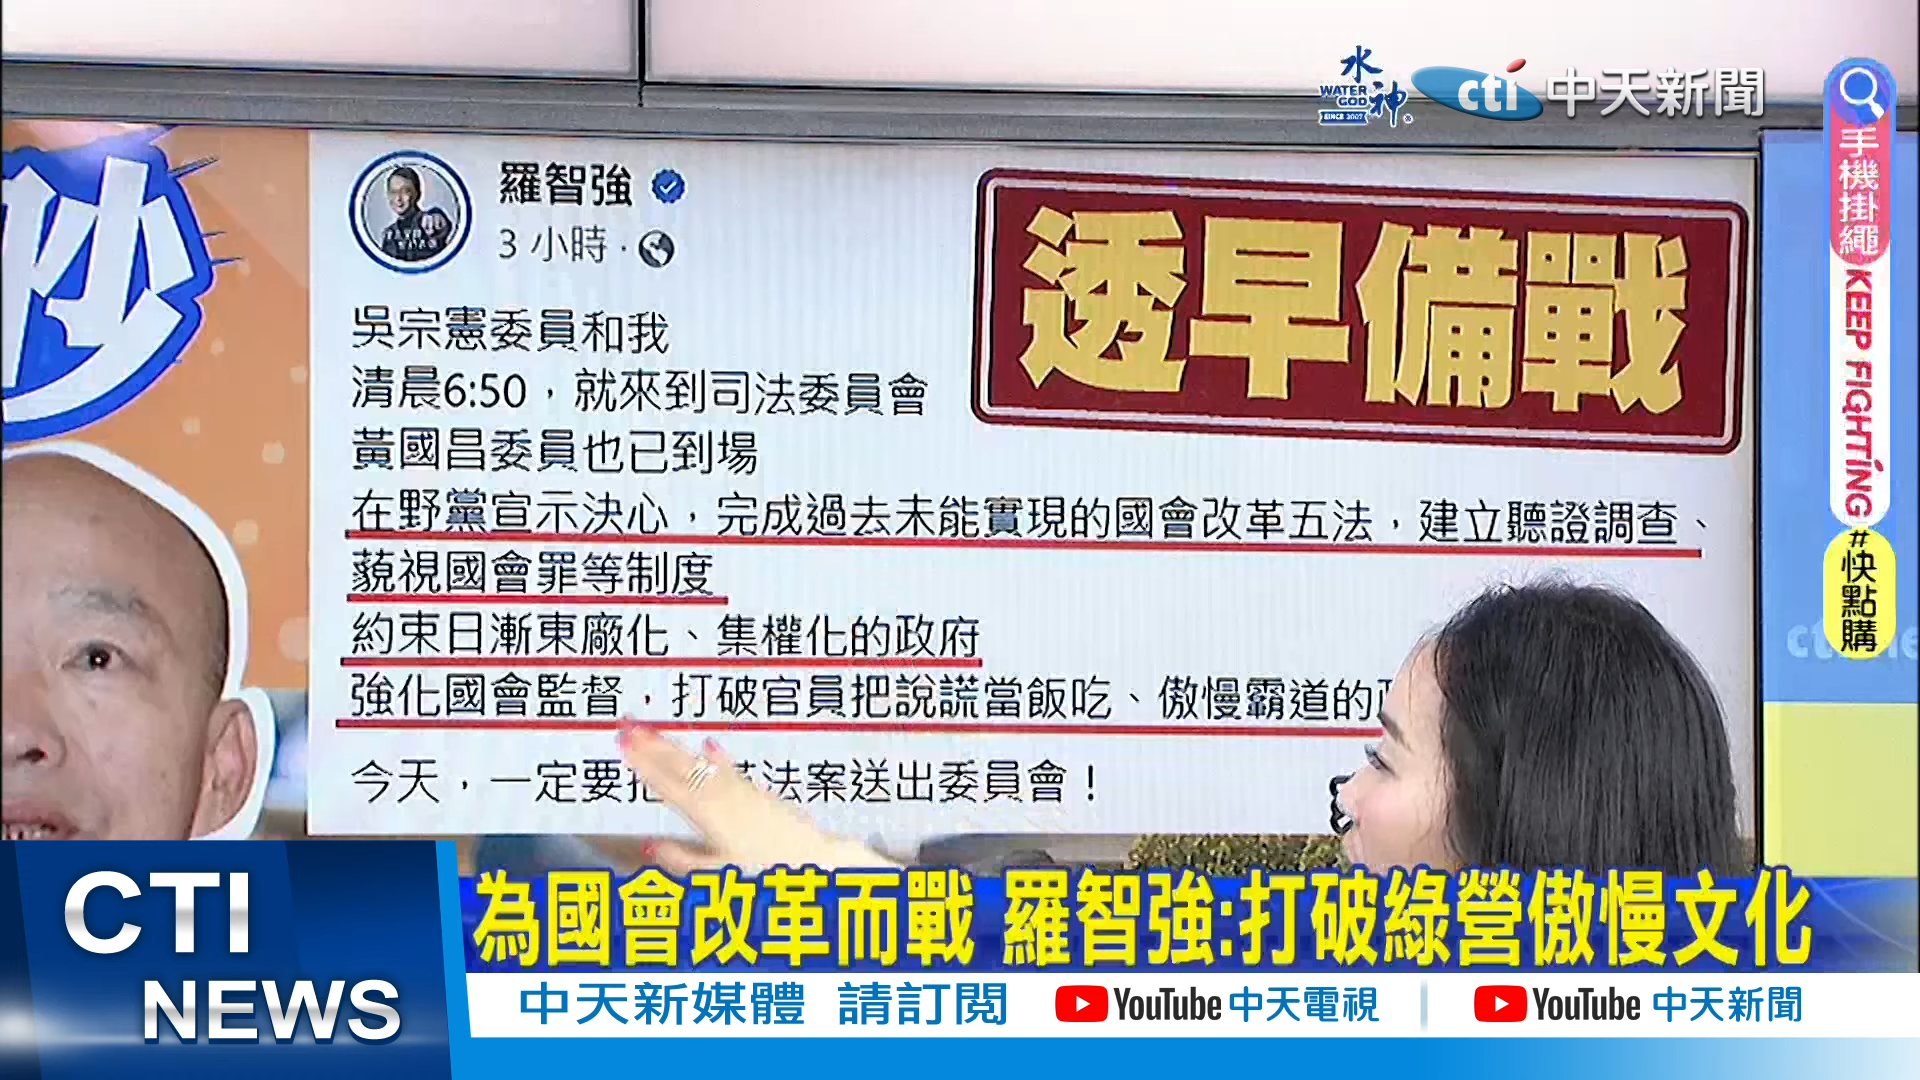 水神
WATER GOD
SINCE 2007
cti 中天新聞
手機掛繩
KEEP FIGHTING
#快點購
秒
羅智強
3 小時
透早備戰
吳宗憲委員和我
清晨6:50，就來到司法委員會
黃國昌委員也已到場
在野黨宣示決心，完成過去未能實現的國會改革五法，建立聽證調查、
藐視國會罪等制度
約束日漸東廠化、集權化的政府
強化國會監督，打破官員把說謊當飯吃、傲慢霸道的
今天，一定要把 法案送出委員會！
CTI NEWS
為國會改革而戰 羅智強:打破綠營傲慢文化
中天新媒體 請訂閱 YouTube 中天電視 YouTube 中天新聞